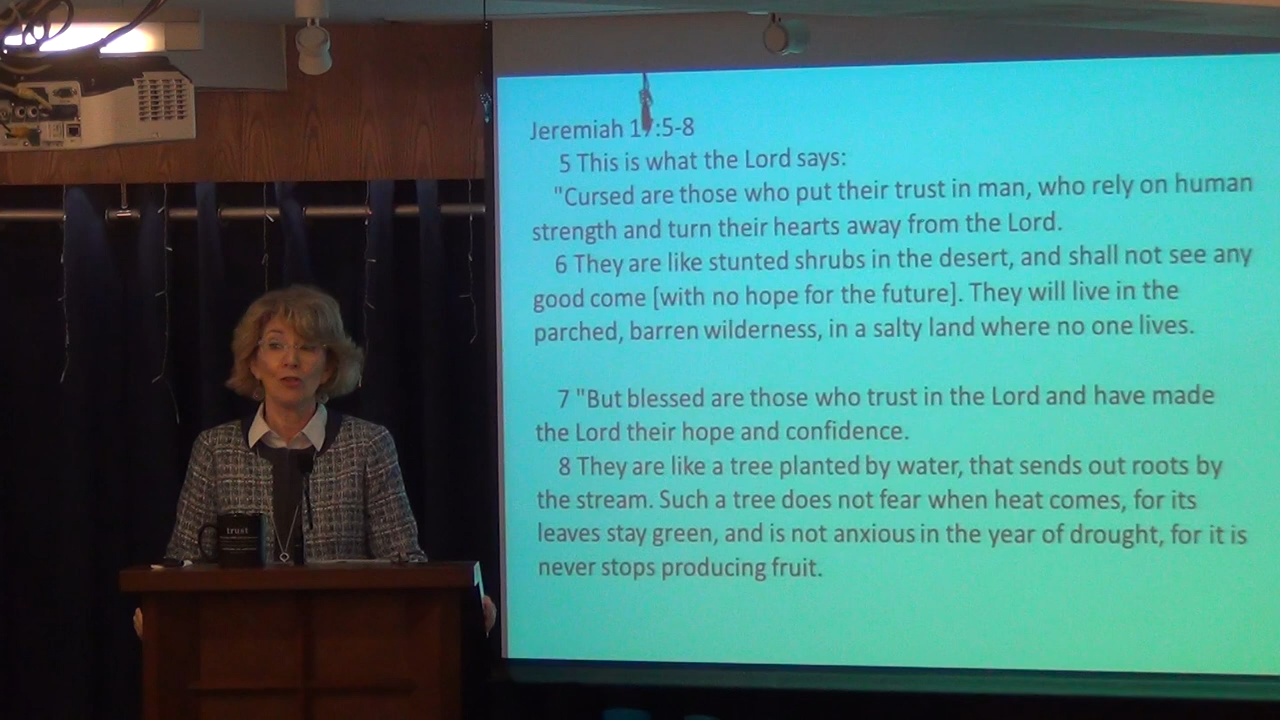 Jeremiah 17:5-8
5 This is what the Lord says:
"Cursed are those who put their trust in man, who rely on human
strength and turn their hearts away from the Lord.
6 They are like stunted shrubs in the desert, and shall not see any
good come [with no hope for the future]. They will live in the
parched, barren wilderness, in a salty land where no one lives.
7 "But blessed are those who trust in the Lord and have made
the Lord their hope and confidence.
8 They are like a tree planted by water, that sends out roots by
the stream. Such a tree does not fear when heat comes, for its
leaves stay green, and is not anxious in the year of drought, for it is
never stops producing fruit.
trust